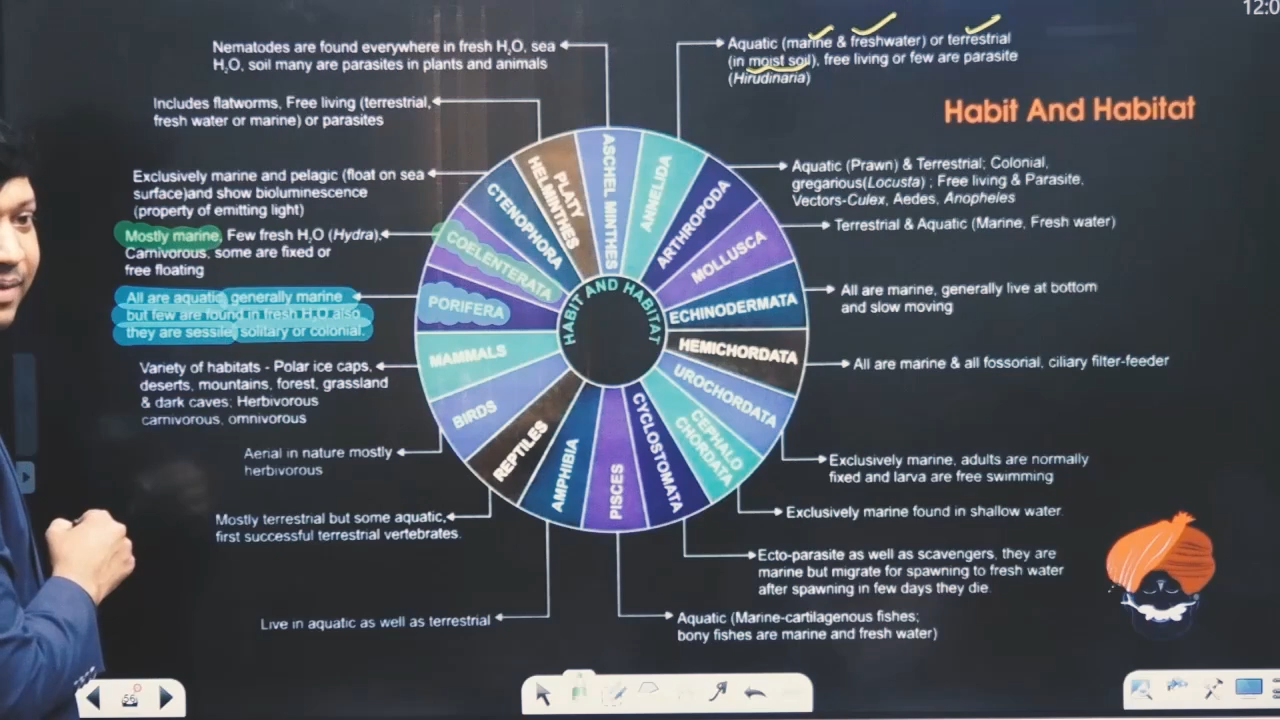 12:0
Nematodes are found everywhere in fresh H₂O, sea
H₂O, soil many are parasites in plants and animals
Aquatic (marine & freshwater) or terrestrial
(in moist soil), free living or few are parasite
(Hirudinaria)
Habit And Habitat
Includes flatworms, Free living (terrestrial,
fresh water or marine) or parasites
Exclusively marine and pelagic (float on sea
surface)and show bioluminescence
(property of emitting light)
Mostly marine, Few fresh H₂O (Hydra),
Carnivorous, some are fixed or
free floating
All are aquatic, generally marine
but few are found in fresh H₂O also
they are sessile, solitary or colonial.
Variety of habitats - Polar ice caps,
deserts, mountains, forest, grassland
& dark caves; Herbivorous
carnivorous, omnivorous
Aerial in nature mostly
herbivorous
Mostly terrestrial but some aquatic,
first successful terrestrial vertebrates.
Live in aquatic as well as terrestrial
ASCHEL MINTHES
ANNELIDA
ARTHROPODA
MOLLUSCA
ECHINODERMATA
HEMICHORDATA
UROCHORDATA
CEPHALO
CHORDATA
CYCLOSTOMATA
PISCES
AMPHIBIA
REPTILES
BIRDS
MAMMALS
PORIFERA
COELENTERATA
CTENOPHORA
PLATY
HELMINTHES
HABIT AND HABITAT
Aquatic (Prawn) & Terrestrial; Colonial,
gregarious(Locusta) ; Free living & Parasite,
Vectors-Culex, Aedes, Anopheles
Terrestrial & Aquatic (Marine, Fresh water)
All are marine, generally live at bottom
and slow moving
All are marine & all fossorial, ciliary filter-feeder
Exclusively marine, adults are normally
fixed and larva are free swimming
Exclusively marine found in shallow water.
Ecto-parasite as well as scavengers, they are
marine but migrate for spawning to fresh water
after spawning in few days they die.
Aquatic (Marine-cartilagenous fishes;
bony fishes are marine and fresh water)